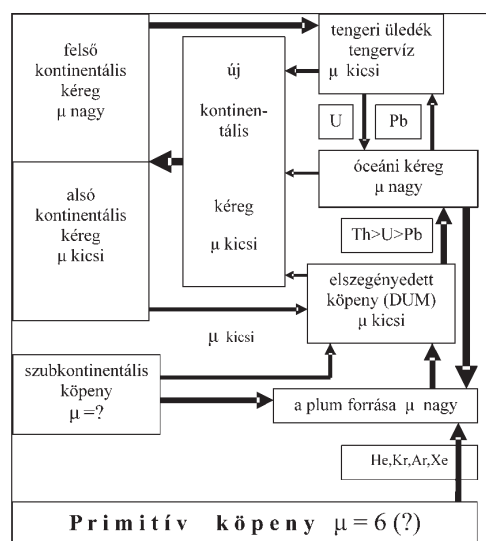 felső
kontinentális
kéreg
μ nagy
új
kontinen-
tális
kéreg
μ kicsi
tengeri üledék
tengervíz
μ kicsi
U
Pb
óceáni kéreg
μ nagy
alsó
kontinentális
kéreg
μ kicsi
Th>U>Pb
elszegényedett
köpeny (DUM)
μ kicsi
μ kicsi
szubkontinentális
köpeny
μ =?
a plum forrása μ nagy
He,Kr,Ar,Xe
Primitív köpeny μ = 6 (?)